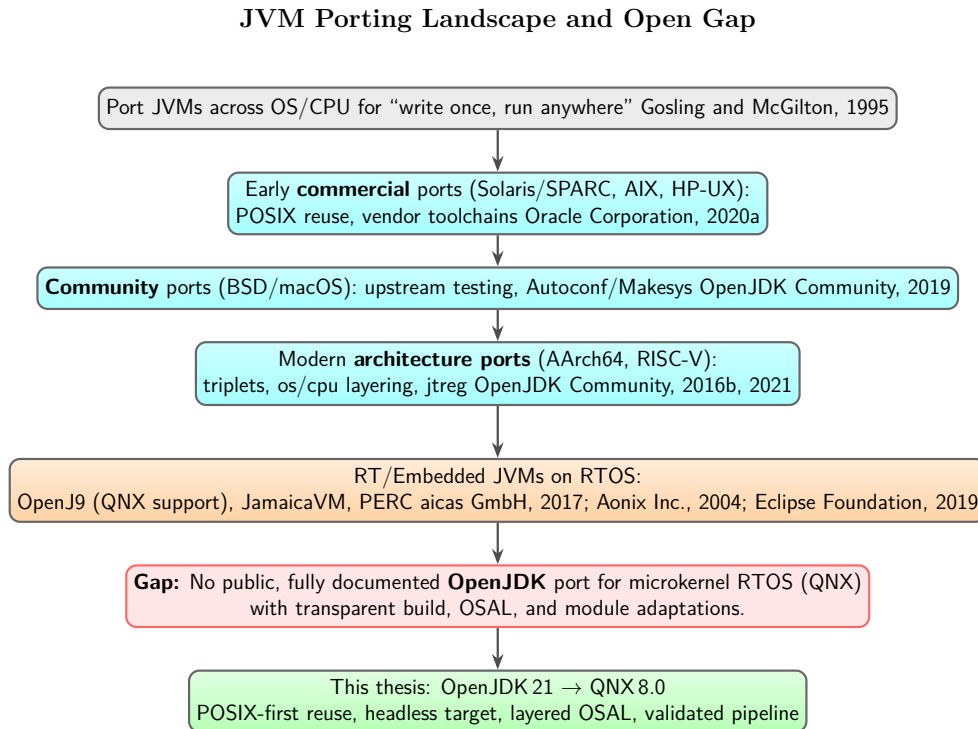 JVM Porting Landscape and Open Gap
Port JVMs across OS/CPU for “write once, run anywhere” Gosling and McGilton, 1995
Early commercial ports (Solaris/SPARC, AIX, HP-UX):
POSIX reuse, vendor toolchains Oracle Corporation, 2020a
Community ports (BSD/macOS): upstream testing, Autoconf/Makesys OpenJDK Community, 2019
Modern architecture ports (AArch64, RISC-V):
triplets, os/cpu layering, jtreg OpenJDK Community, 2016b, 2021
RT/Embedded JVMs on RTOS:
OpenJ9 (QNX support), JamaicaVM, PERC aicas GmbH, 2017; Aonix Inc., 2004; Eclipse Foundation, 2019
Gap: No public, fully documented OpenJDK port for microkernel RTOS (QNX)
with transparent build, OSAL, and module adaptations.
This thesis: OpenJDK 21 → QNX 8.0
POSIX-first reuse, headless target, layered OSAL, validated pipeline